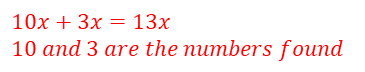 10x + 3x = 13x
10 and 3 are the numbers found